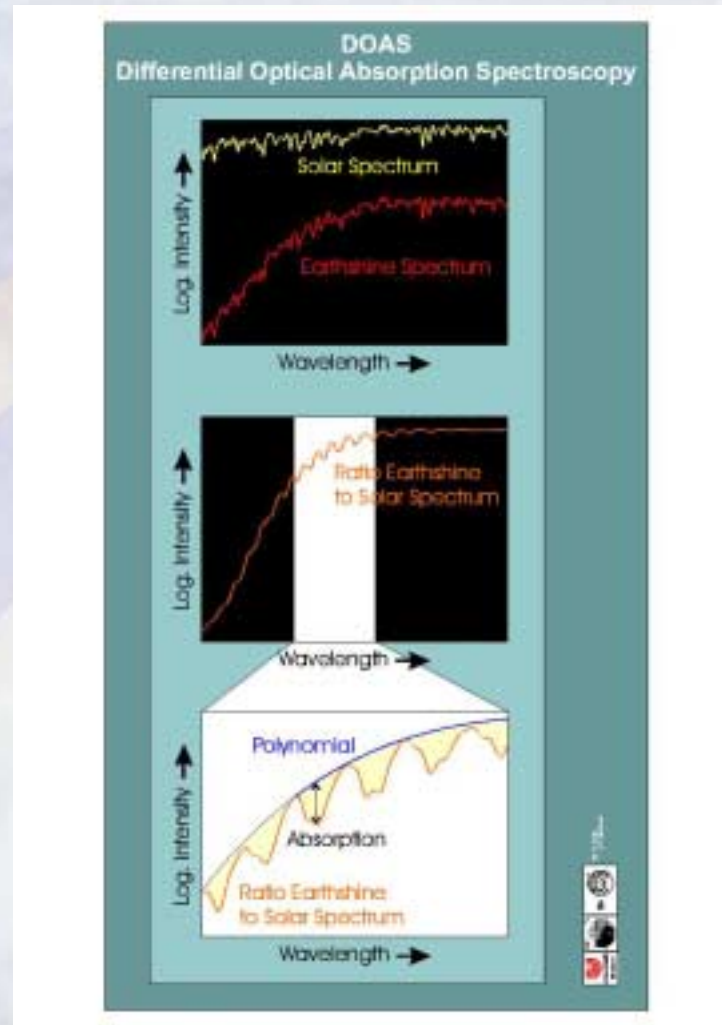 DOAS
Differential Optical Absorption Spectroscopy
Log. Intensity
Solar Spectrum
Earthshine Spectrum
Wavelength
Log. Intensity
Ratio Earthshine
to Solar Spectrum
Wavelength
Log. Intensity
Polynomial
Absorption
Ratio Earthshine
to Solar Spectrum
Wavelength